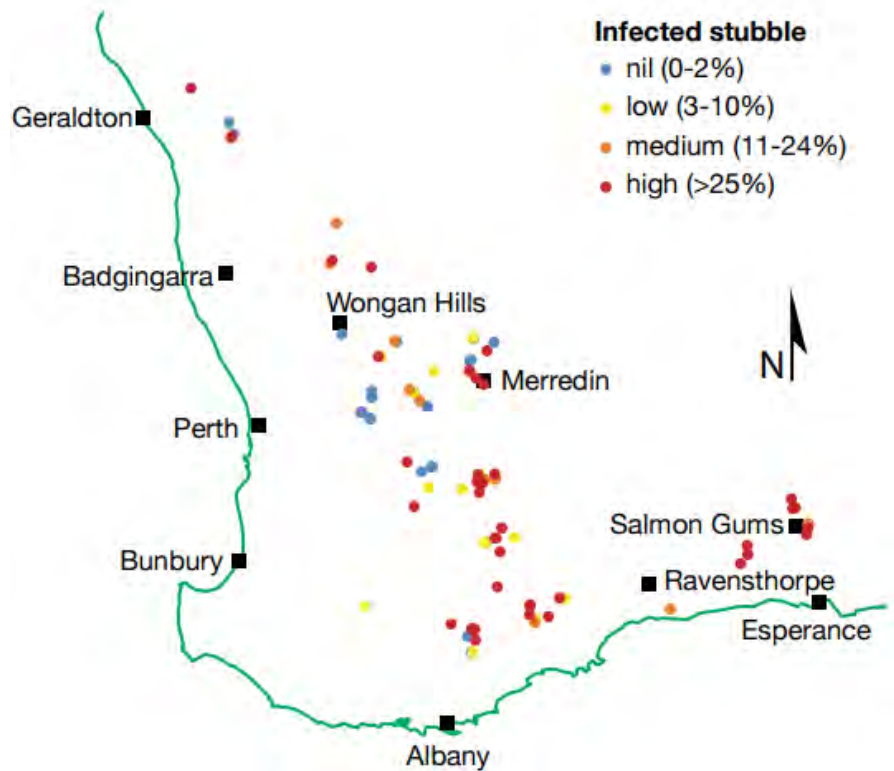 Infected stubble
nil (0-2%)
low (3-10%)
medium (11-24%)
high (>25%)
Geraldton
Badgingarra
Wongan Hills
Merredin
N
Perth
Salmon Gums
Bunbury
Ravensthorpe
Esperance
Albany